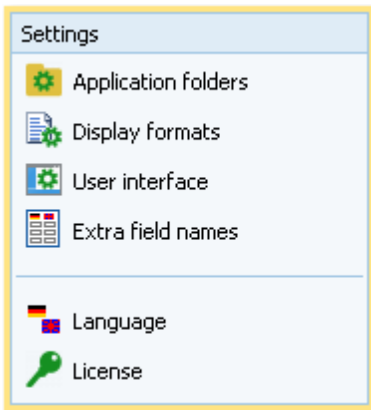 Settings
Application folders
Display formats
User interface
Extra field names
Language
License